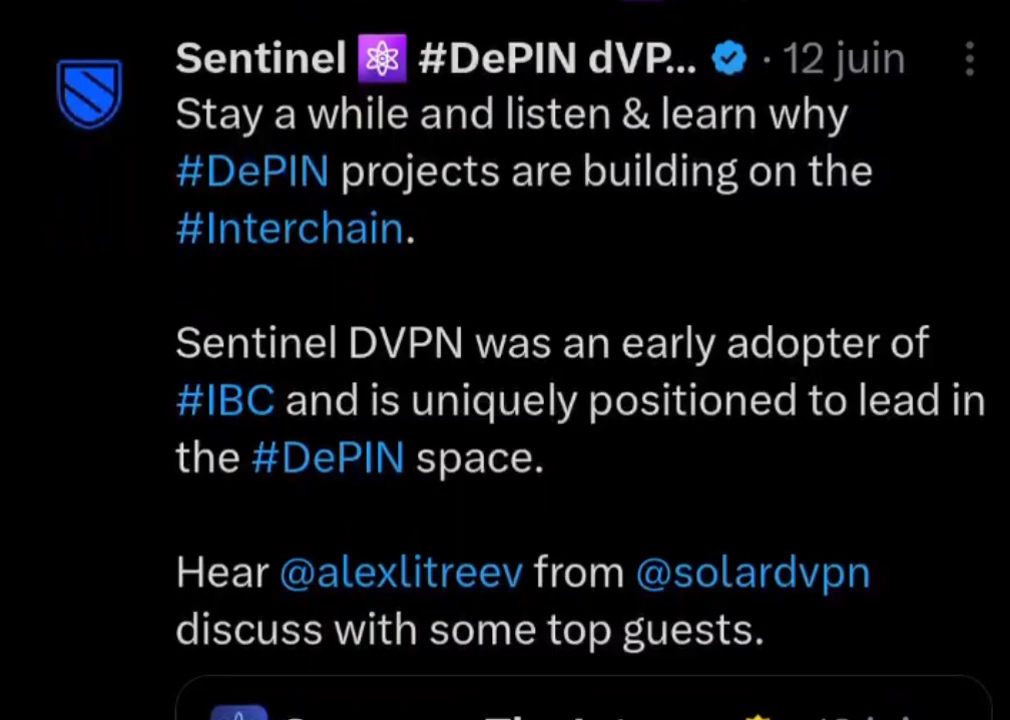 Sentinel ⚛️ #DePIN dVP... · 12 juin
Stay a while and listen & learn why
#DePIN projects are building on the
#Interchain.
Sentinel DVPN was an early adopter of
#IBC and is uniquely positioned to lead in
the #DePIN space.
Hear @alexlitreev from @solardvpn
discuss with some top guests.